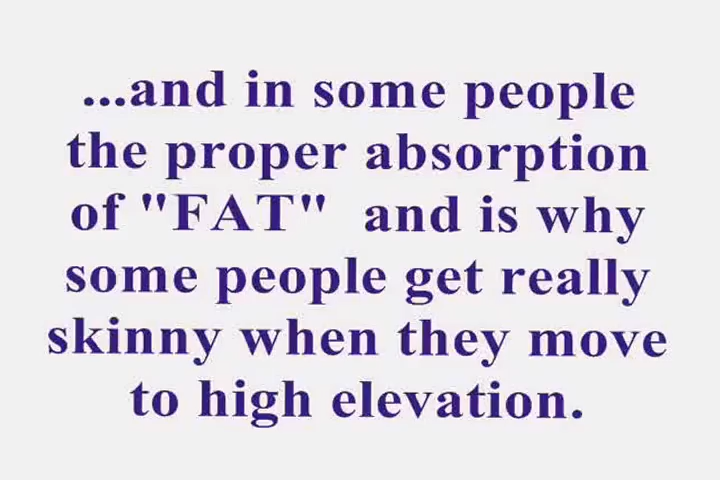 ...and in some people
the proper absorption
of "FAT" and is why
some people get really
skinny when they move
to high elevation.